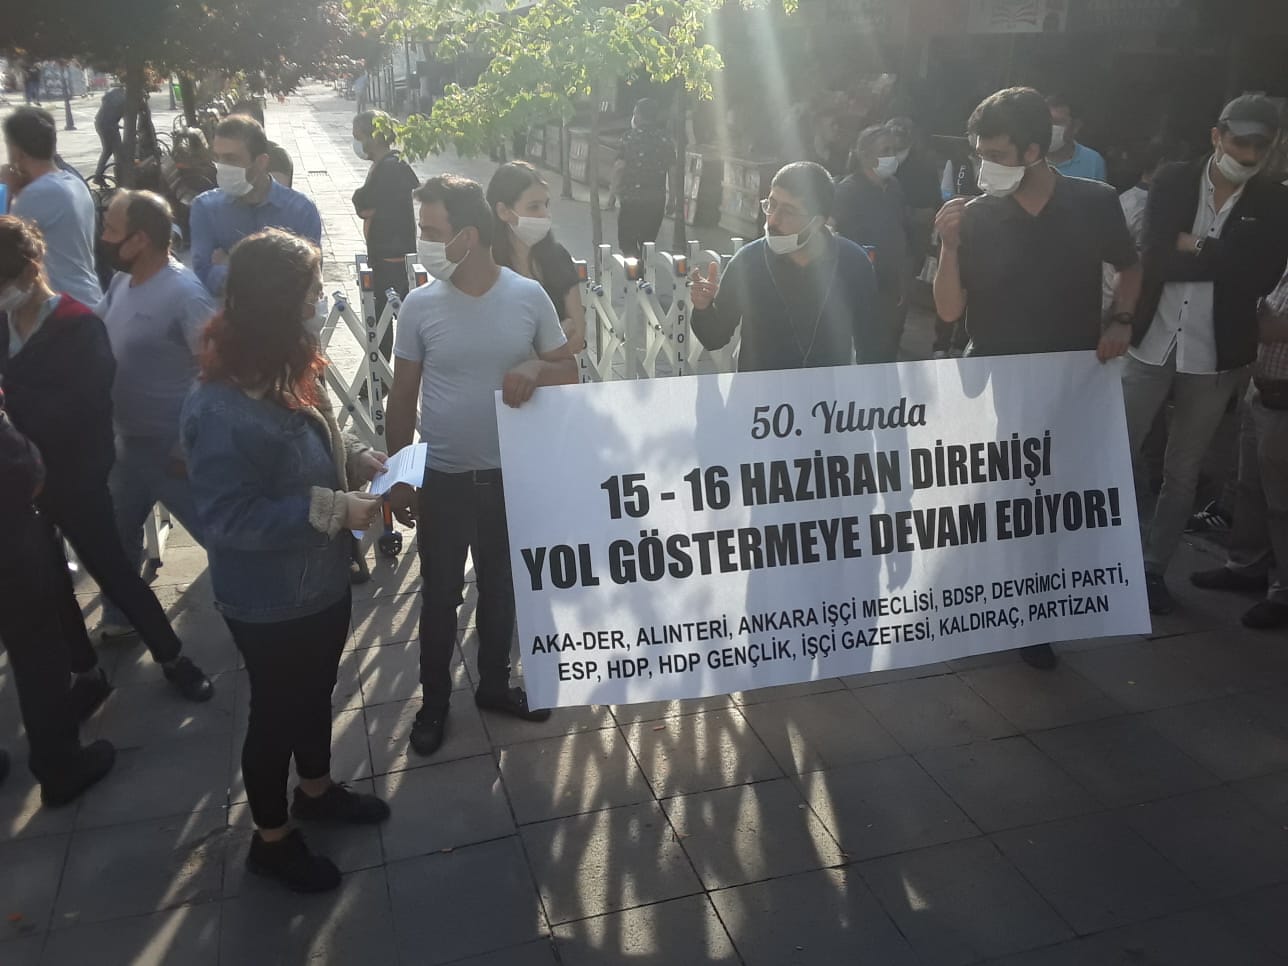 50. Yılında
15 - 16 HAZİRAN DİRENİŞİ
YOL GÖSTERMEYE DEVAM EDİYOR!
AKA-DER, ALINTERİ, ANKARA İŞÇİ MECLİSİ, BDSP, DEVRİMCİ PARTİ,
ESP, HDP, HDP GENÇLİK, İŞÇİ GAZETESİ, KALDIRAÇ, PARTİZAN
POLİS